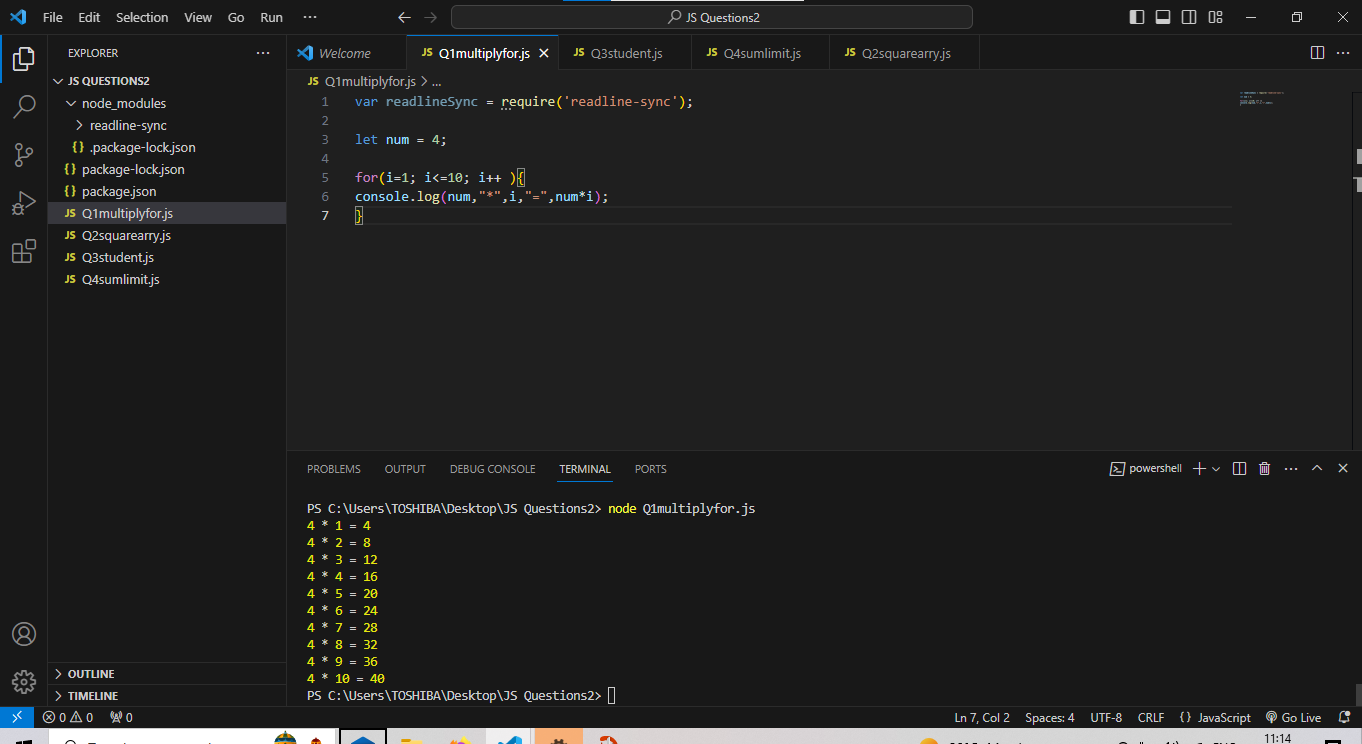 File Edit Selection View Go Run ··· JS Questions2
EXPLORER ···
Welcome JS Q1multiplyfor.js JS Q3student.js JS Q4sumlimit.js JS Q2squarearry.js ···
JS QUESTIONS2
node_modules
readline-sync
{} .package-lock.json
{} package-lock.json
{} package.json
JS Q1multiplyfor.js
JS Q2squarearry.js
JS Q3student.js
JS Q4sumlimit.js
OUTLINE
TIMELINE
JS Q1multiplyfor.js > ...
1 var readlineSync = require('readline-sync');
2
3 let num = 4;
4
5 for(i=1; i<=10; i++ ){
6 console.log(num,"*",i,"=",num*i);
7 }
PROBLEMS OUTPUT DEBUG CONSOLE TERMINAL PORTS powershell
PS C:\Users\TOSHIBA\Desktop\JS Questions2> node Q1multiplyfor.js
4 * 1 = 4
4 * 2 = 8
4 * 3 = 12
4 * 4 = 16
4 * 5 = 20
4 * 6 = 24
4 * 7 = 28
4 * 8 = 32
4 * 9 = 36
4 * 10 = 40
PS C:\Users\TOSHIBA\Desktop\JS Questions2>
0 0 0 Ln 7, Col 2 Spaces: 4 UTF-8 CRLF {} JavaScript Go Live
11:14